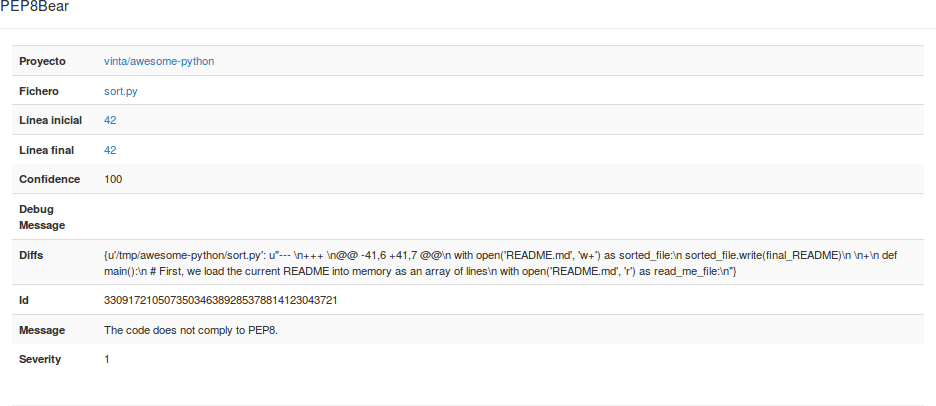 PEP8Bear
Proyecto vinta/awesome-python
Fichero sort.py
Línea inicial 42
Línea final 42
Confidence 100
Debug
Message
Diffs {u'/tmp/awesome-python/sort.py': u"--- \n+++ \n@@ -41,6 +41,7 @@\n with open('README.md', 'w+') as sorted_file:\n sorted_file.write(final_README)\n \n+\n def
main():\n # First, we load the current README into memory as an array of lines\n with open('README.md', 'r') as read_me_file:\n"}
Id 330917210507350346389285378814123043721
Message The code does not comply to PEP8.
Severity 1